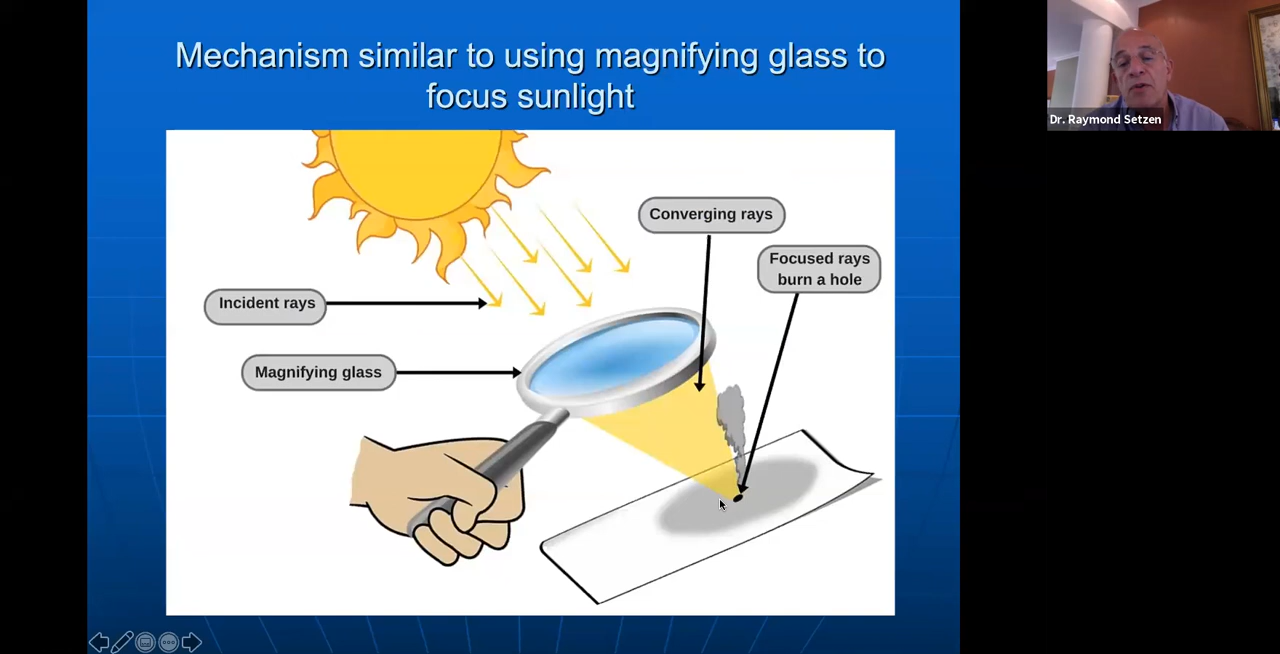 Mechanism similar to using magnifying glass to
focus sunlight
Dr. Raymond Setzen
Converging rays
Focused rays
burn a hole
Incident rays
Magnifying glass